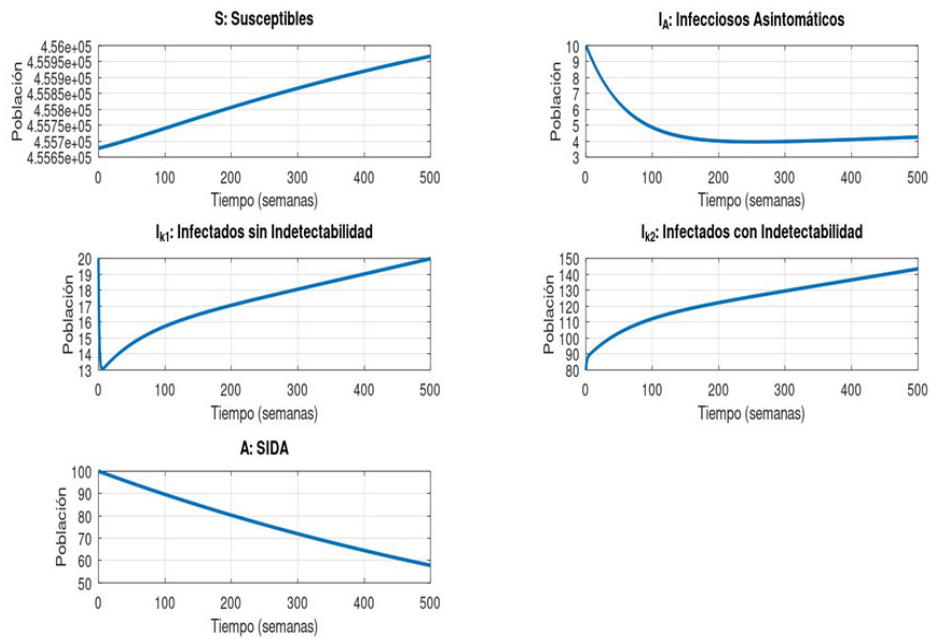 S: Susceptibles
4.56e+05
4.5595e+05
4.559e+05
4.5585e+05
4.558e+05
4.5575e+05
4.557e+05
4.5565e+05
Población
0 100 200 300 400 500
Tiempo (semanas)
I_A: Infecciosos Asintomáticos
10
9
8
7
6
5
4
3
Población
0 100 200 300 400 500
Tiempo (semanas)
I_k1: Infectados sin Indetectabilidad
20
19
18
17
16
15
14
13
Población
0 100 200 300 400 500
Tiempo (semanas)
I_k2: Infectados con Indetectabilidad
150
140
130
120
110
100
90
80
Población
0 100 200 300 400 500
Tiempo (semanas)
A: SIDA
100
90
80
70
60
50
Población
0 100 200 300 400 500
Tiempo (semanas)